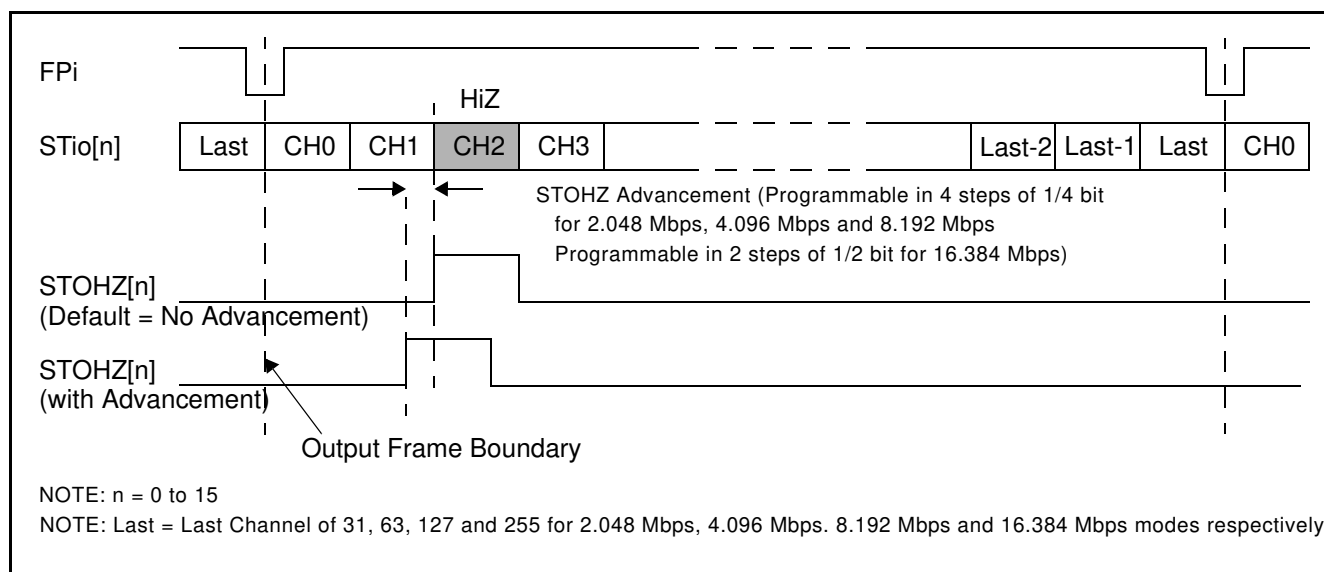 FPi
HiZ
STio[n]
Last CH0 CH1 CH2 CH3 Last-2 Last-1 Last CH0
STOHZ Advancement (Programmable in 4 steps of 1/4 bit
for 2.048 Mbps, 4.096 Mbps and 8.192 Mbps
Programmable in 2 steps of 1/2 bit for 16.384 Mbps)
STOHZ[n]
(Default = No Advancement)
STOHZ[n]
(with Advancement)
Output Frame Boundary
NOTE: n = 0 to 15
NOTE: Last = Last Channel of 31, 63, 127 and 255 for 2.048 Mbps, 4.096 Mbps. 8.192 Mbps and 16.384 Mbps modes respectively